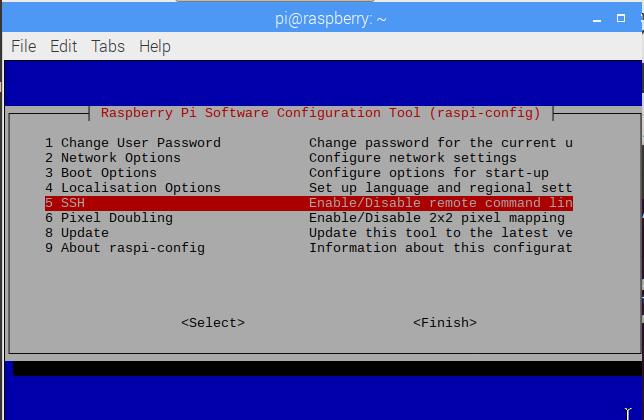 pi@raspberry: ~
File Edit Tabs Help
Raspberry Pi Software Configuration Tool (raspi-config)
1 Change User Password Change password for the current u
2 Network Options Configure network settings
3 Boot Options Configure options for start-up
4 Localisation Options Set up language and regional sett
5 SSH Enable/Disable remote command lin
6 Pixel Doubling Enable/Disable 2x2 pixel mapping
8 Update Update this tool to the latest ve
9 About raspi-config Information about this configurat
<Select> <Finish>